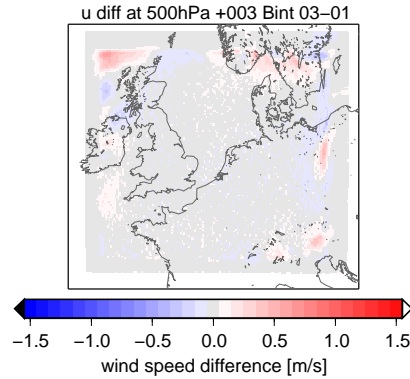 u diff at 500hPa +003 Bint 03−01
−1.5 −1.0 −0.5 0.0 0.5 1.0 1.5
wind speed difference [m/s]